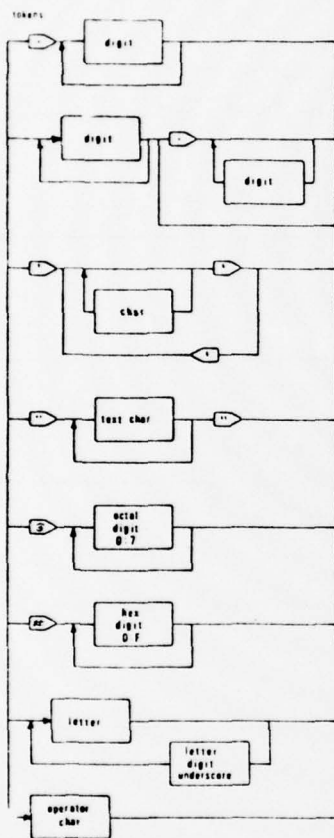 tokens
.
digit
digit
.
digit
'
'
char
'
"
text char
"
octal
digit
0:7
hex
digit
0:F
letter
letter
digit
underscore
operator
char